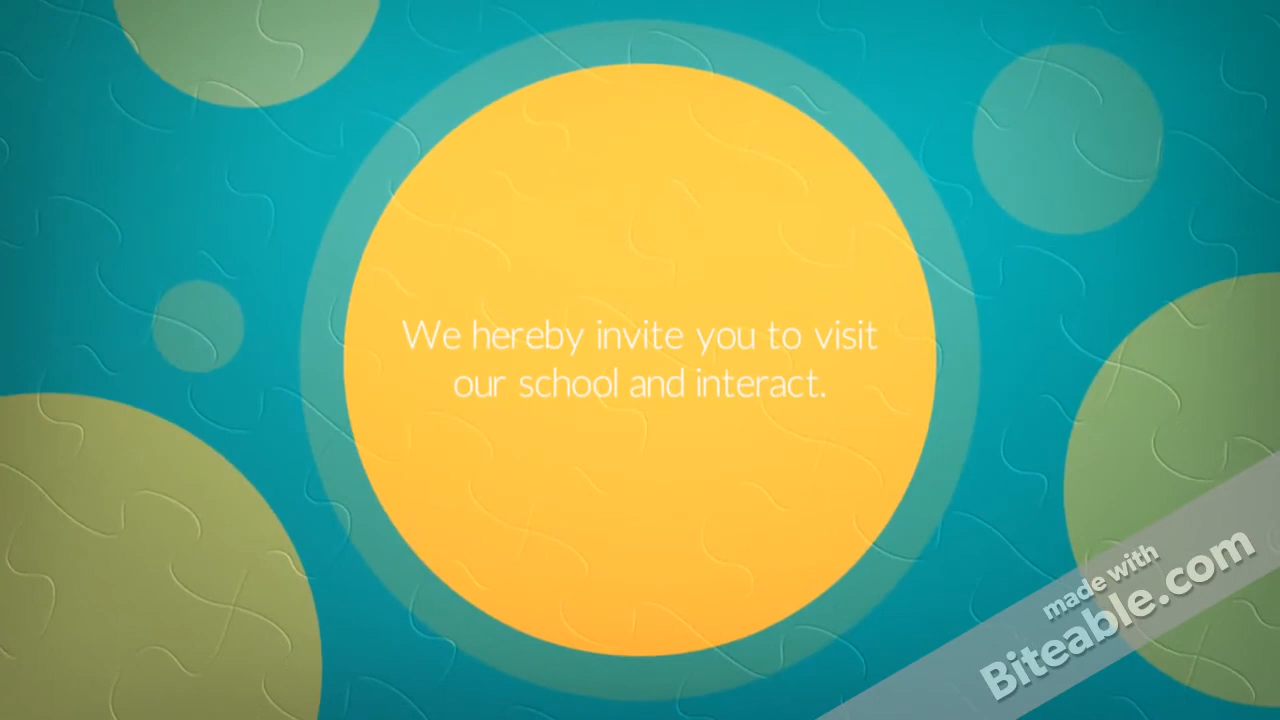 We hereby invite you to visit
our school and interact.
made with
Biteable.com